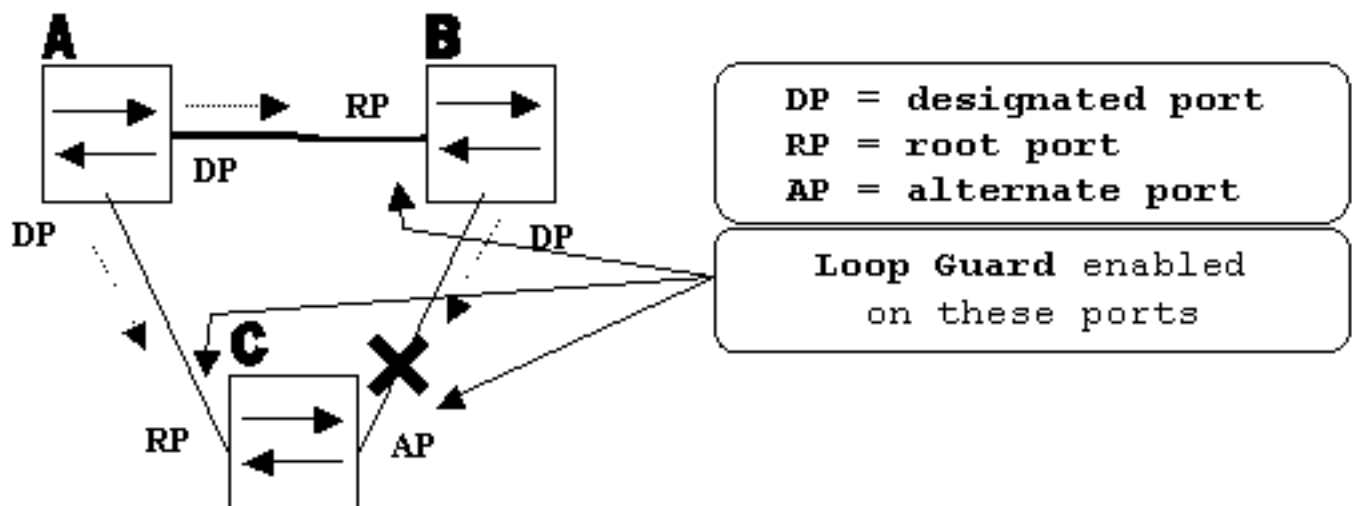 A
B
RP
DP
DP
DP
C
RP
AP
DP = designated port
RP = root port
AP = alternate port
Loop Guard enabled
on these ports